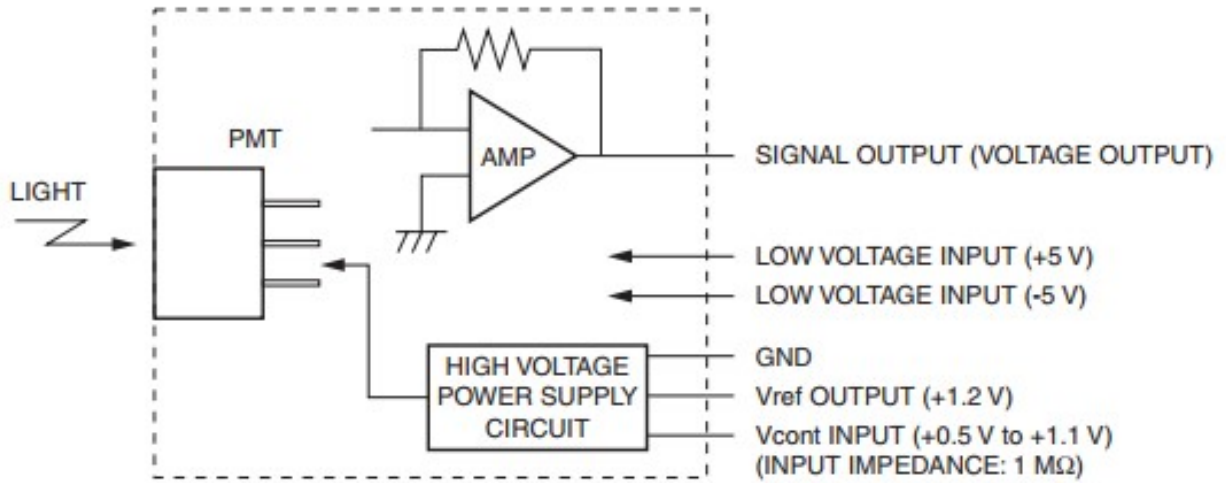 PMT
LIGHT
AMP
SIGNAL OUTPUT (VOLTAGE OUTPUT)
LOW VOLTAGE INPUT (+5 V)
LOW VOLTAGE INPUT (-5 V)
HIGH VOLTAGE
POWER SUPPLY
CIRCUIT
GND
Vref OUTPUT (+1.2 V)
Vcont INPUT (+0.5 V to +1.1 V)
(INPUT IMPEDANCE: 1 MΩ)